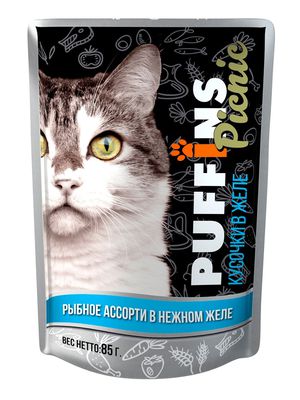 PUFFINS
Picnic
КУСОЧКИ В ЖЕЛЕ
РЫБНОЕ АССОРТИ В НЕЖНОМ ЖЕЛЕ
ВЕС НЕТТО:85 Г.